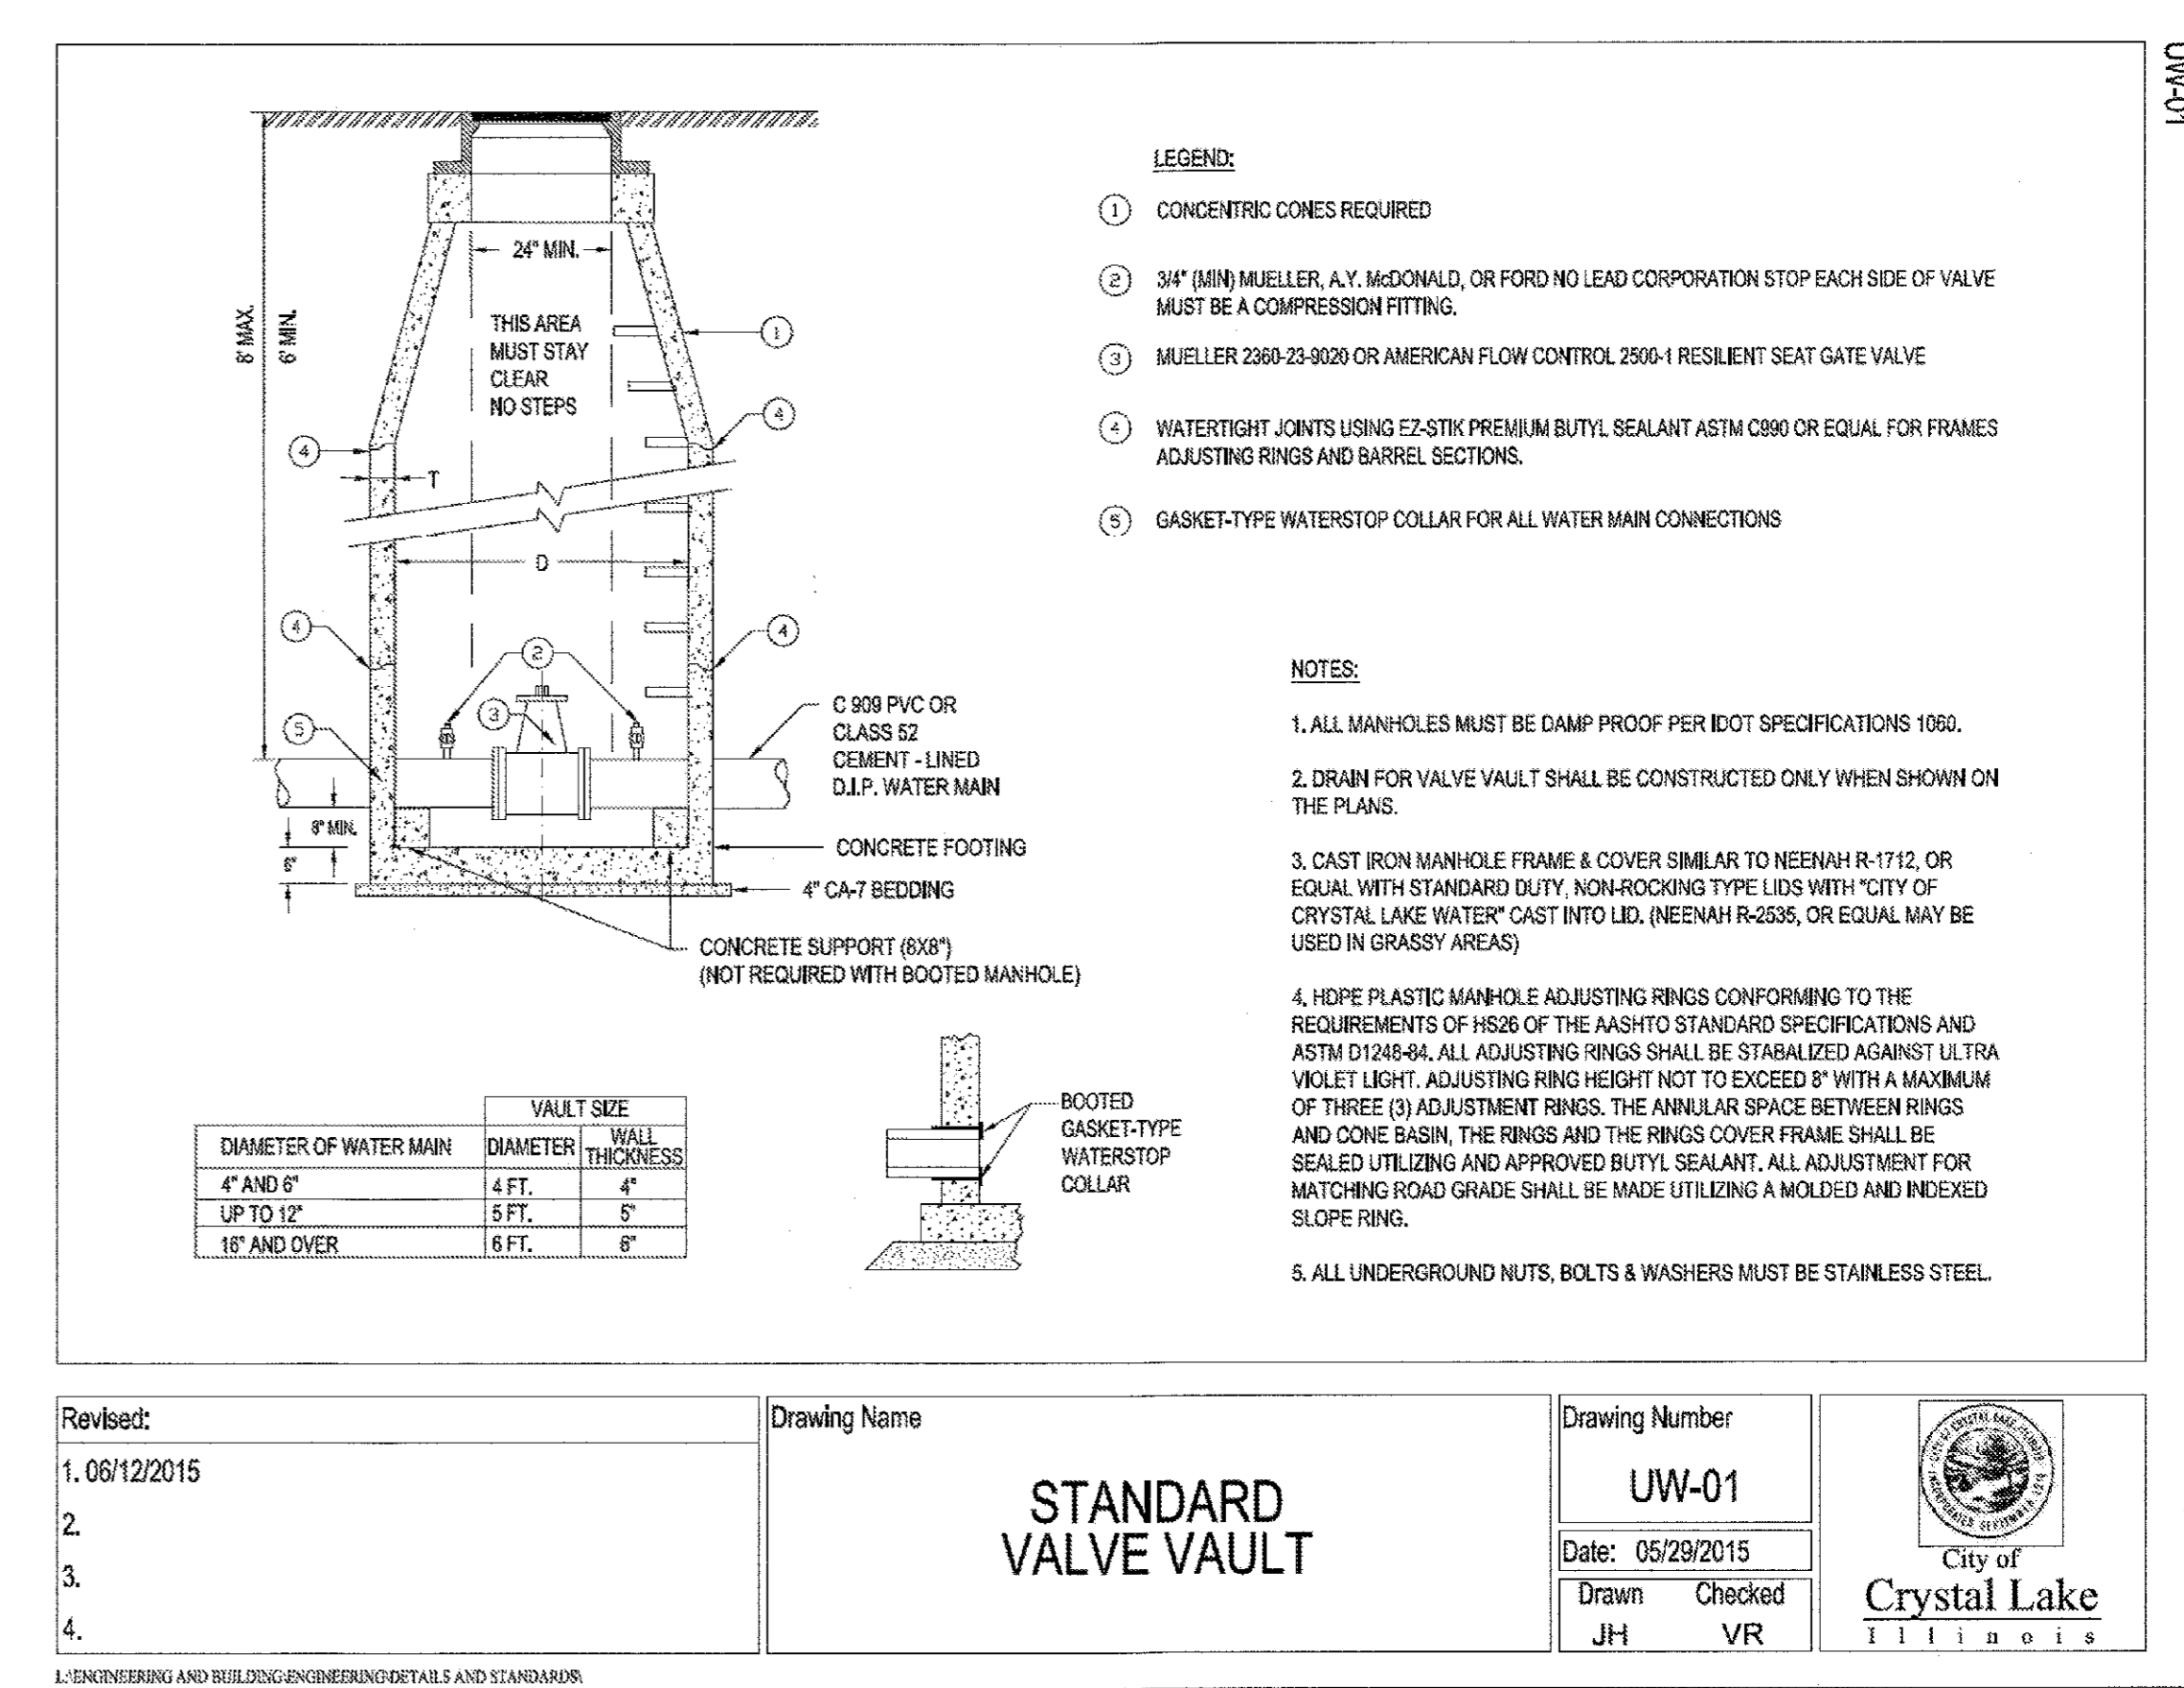 UW-01
8' MAX.
6' MIN.
24" MIN.
THIS AREA
MUST STAY
CLEAR
NO STEPS
1
4
4
T
D
4
4
2
3
5
C 909 PVC OR
CLASS 52
CEMENT - LINED
D.I.P. WATER MAIN
8" MIN.
CONCRETE FOOTING
4" CA-7 BEDDING
CONCRETE SUPPORT (8X8")
(NOT REQUIRED WITH BOOTED MANHOLE)
LEGEND:
1 CONCENTRIC CONES REQUIRED
2 3/4" (MIN) MUELLER, A.Y. McDONALD, OR FORD NO LEAD CORPORATION STOP EACH SIDE OF VALVE
MUST BE A COMPRESSION FITTING.
3 MUELLER 2360-23-9020 OR AMERICAN FLOW CONTROL 2500-1 RESILIENT SEAT GATE VALVE
4 WATERTIGHT JOINTS USING EZ-STIK PREMIUM BUTYL SEALANT ASTM C990 OR EQUAL FOR FRAMES
ADJUSTING RINGS AND BARREL SECTIONS.
5 GASKET-TYPE WATERSTOP COLLAR FOR ALL WATER MAIN CONNECTIONS
NOTES:
1. ALL MANHOLES MUST BE DAMP PROOF PER IDOT SPECIFICATIONS 1060.
2. DRAIN FOR VALVE VAULT SHALL BE CONSTRUCTED ONLY WHEN SHOWN ON
THE PLANS.
3. CAST IRON MANHOLE FRAME & COVER SIMILAR TO NEENAH R-1712, OR
EQUAL WITH STANDARD DUTY, NON-ROCKING TYPE LIDS WITH "CITY OF
CRYSTAL LAKE WATER" CAST INTO LID. (NEENAH R-2535, OR EQUAL MAY BE
USED IN GRASSY AREAS)
4. HDPE PLASTIC MANHOLE ADJUSTING RINGS CONFORMING TO THE
REQUIREMENTS OF HS26 OF THE AASHTO STANDARD SPECIFICATIONS AND
ASTM D1248-84. ALL ADJUSTING RINGS SHALL BE STABALIZED AGAINST ULTRA
VIOLET LIGHT. ADJUSTING RING HEIGHT NOT TO EXCEED 8" WITH A MAXIMUM
OF THREE (3) ADJUSTMENT RINGS. THE ANNULAR SPACE BETWEEN RINGS
AND CONE BASIN, THE RINGS AND THE RINGS COVER FRAME SHALL BE
SEALED UTILIZING AND APPROVED BUTYL SEALANT. ALL ADJUSTMENT FOR
MATCHING ROAD GRADE SHALL BE MADE UTILIZING A MOLDED AND INDEXED
SLOPE RING.
5. ALL UNDERGROUND NUTS, BOLTS & WASHERS MUST BE STAINLESS STEEL.
BOOTED
GASKET-TYPE
WATERSTOP
COLLAR
VAULT SIZE
DIAMETER OF WATER MAIN DIAMETER WALL THICKNESS
4" AND 6" 4 FT. 4"
UP TO 12" 5 FT. 5"
16" AND OVER 6 FT. 6"
Revised:
1. 06/12/2015
2.
3.
4.
Drawing Name
STANDARD
VALVE VAULT
Drawing Number
UW-01
Date: 05/29/2015
Drawn Checked
JH VR
City of
Crystal Lake
Illinois
L:\ENGINEERING AND BUILDING\ENGINEERING\DETAILS AND STANDARDS\